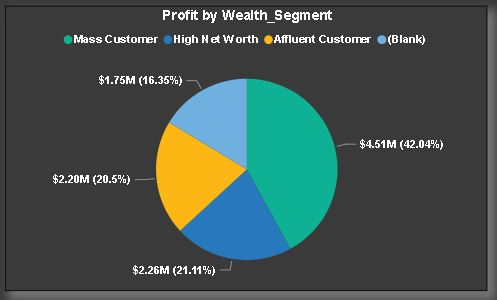 Profit by Wealth_Segment
Mass Customer High Net Worth Affluent Customer (Blank)
$1.75M (16.35%)
$4.51M (42.04%)
$2.20M (20.5%)
$2.26M (21.11%)